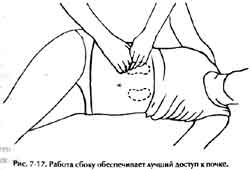 Рис. 7-17. Работа сбоку обеспечивает лучший доступ к почке.